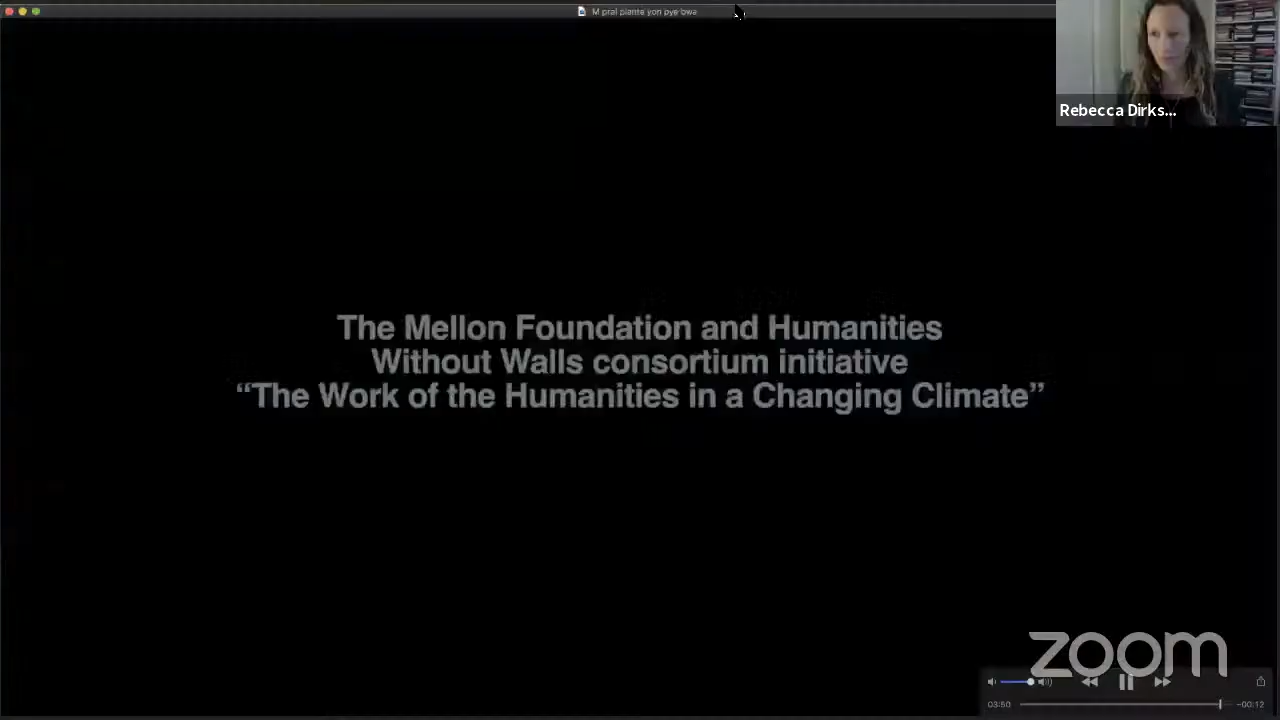 M pral plante yon pye bwa
Rebecca Dirks...
The Mellon Foundation and Humanities
Without Walls consortium initiative
“The Work of the Humanities in a Changing Climate”
zoom
03:50
-00:12